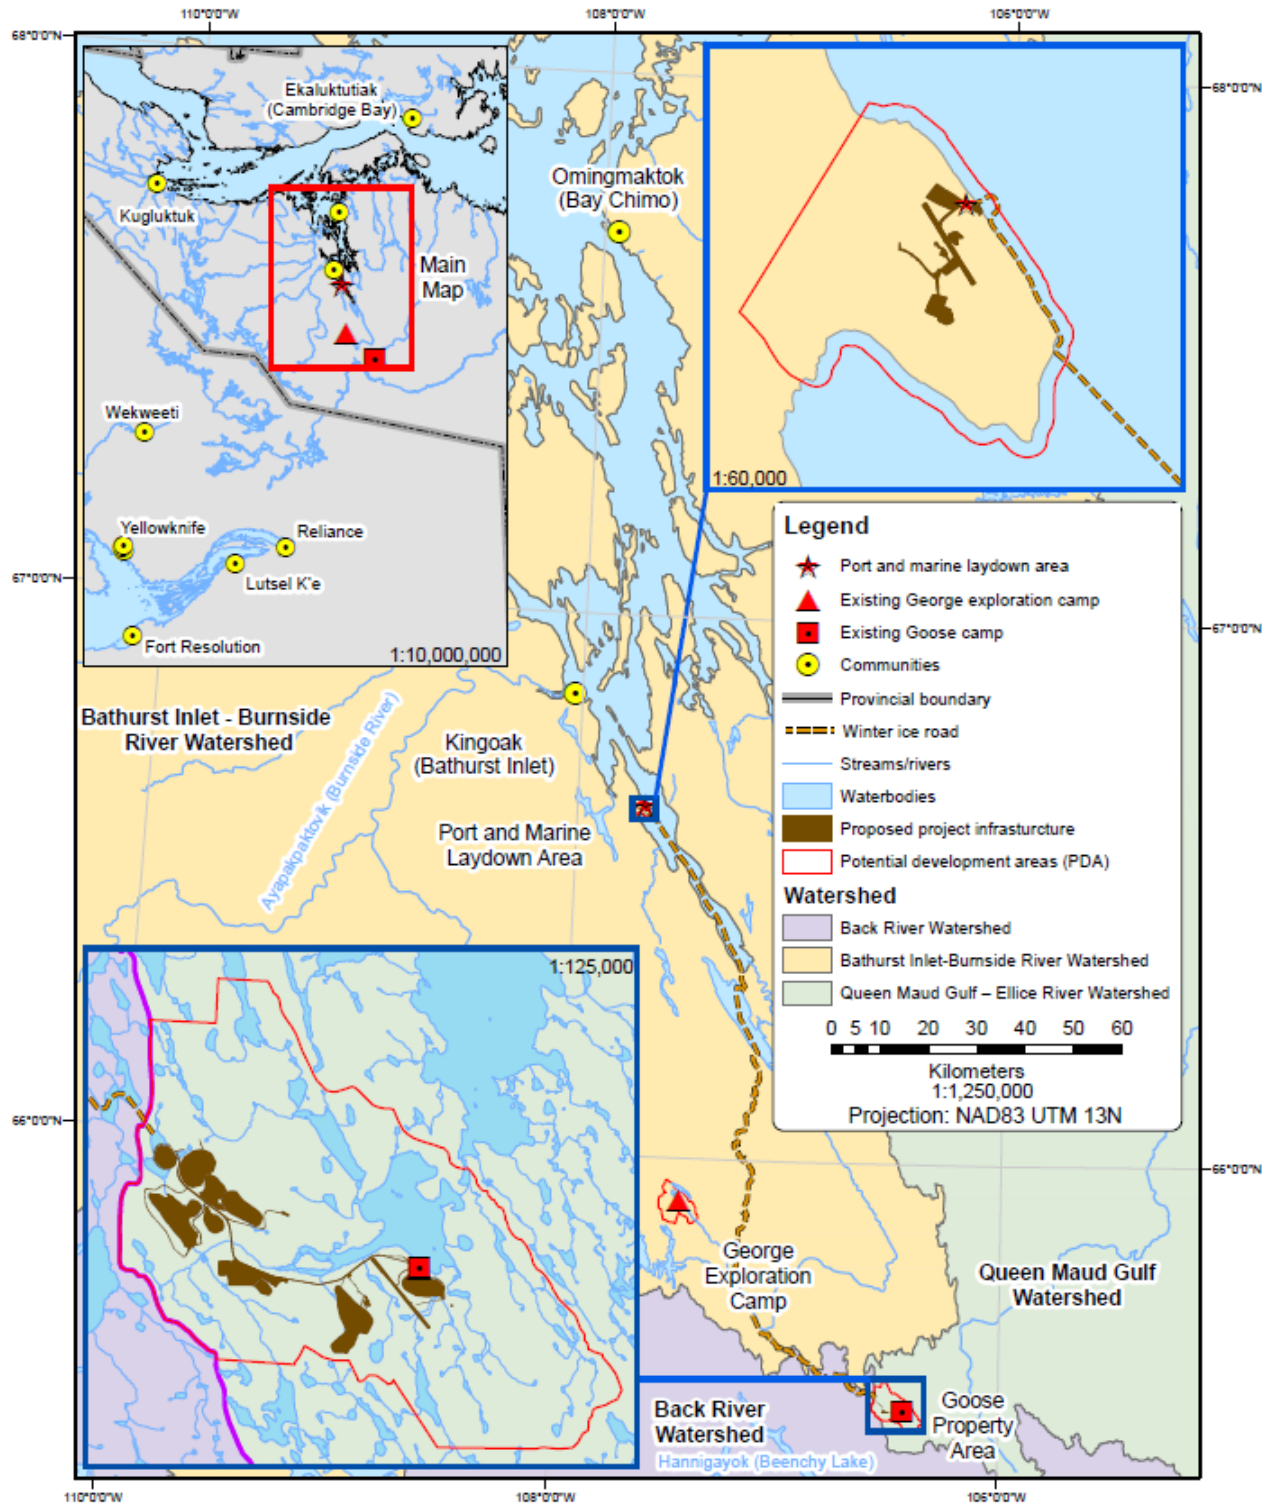 110°0'0"W
108°0'0"W
106°0'0"W
68°0'0"N
68°0'0"N
Ekaluktutiak
(Cambridge Bay)
Kugluktuk
Main
Map
Wekweeti
Yellowknife
Reliance
Lutsel K'e
Fort Resolution
1:10,000,000
Omingmaktok
(Bay Chimo)
1:60,000
67°0'0"N
67°0'0"N
Legend
Port and marine laydown area
Existing George exploration camp
Existing Goose camp
Communities
Provincial boundary
Winter ice road
Streams/rivers
Waterbodies
Proposed project infrasturcture
Potential development areas (PDA)
Watershed
Back River Watershed
Bathurst Inlet-Burnside River Watershed
Queen Maud Gulf – Ellice River Watershed
0 5 10 20 30 40 50 60
Kilometers
1:1,250,000
Projection: NAD83 UTM 13N
Bathurst Inlet - Burnside
River Watershed
Ayapakpaktovik (Burnside River)
Kingoak
(Bathurst Inlet)
Port and Marine
Laydown Area
1:125,000
66°0'0"N
66°0'0"N
George
Exploration
Camp
Queen Maud Gulf
Watershed
Back River
Watershed
Hannigayok (Beenchy Lake)
Goose
Property
Area
110°0'0"W
108°0'0"W
106°0'0"W